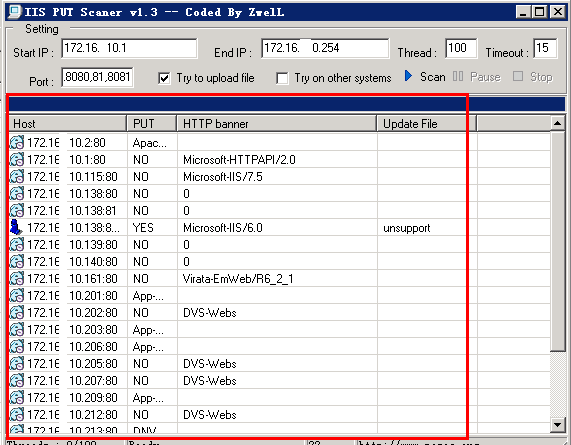 IIS PUT Scaner v1.3 -- Coded By ZwelL
Setting
Start IP : 172.16. 10.1 End IP : 172.16. 0.254 Thread : 100 Timeout : 15
Port : 8080,81,8081 Try to upload file Try on other systems Scan Pause Stop
Host PUT HTTP banner Update File
172.16 10.2:80 Apac...
172.16 10.1:80 NO Microsoft-HTTPAPI/2.0
172.16 10.115:80 NO Microsoft-IIS/7.5
172.16 10.138:80 NO 0
172.16 10.138:81 NO 0
172.16 10.138:8... YES Microsoft-IIS/6.0 unsupport
172.16 10.139:80 NO 0
172.16 10.140:80 NO 0
172.16 10.161:80 NO Virata-EmWeb/R6_2_1
172.16 10.201:80 App-...
172.16 10.202:80 NO DVS-Webs
172.16 10.203:80 App-...
172.16 10.206:80 App-...
172.16 10.205:80 NO DVS-Webs
172.16 10.207:80 NO DVS-Webs
172.16 10.209:80 App-...
172.16 10.212:80 NO DVS-Webs
172.16 10.213:80